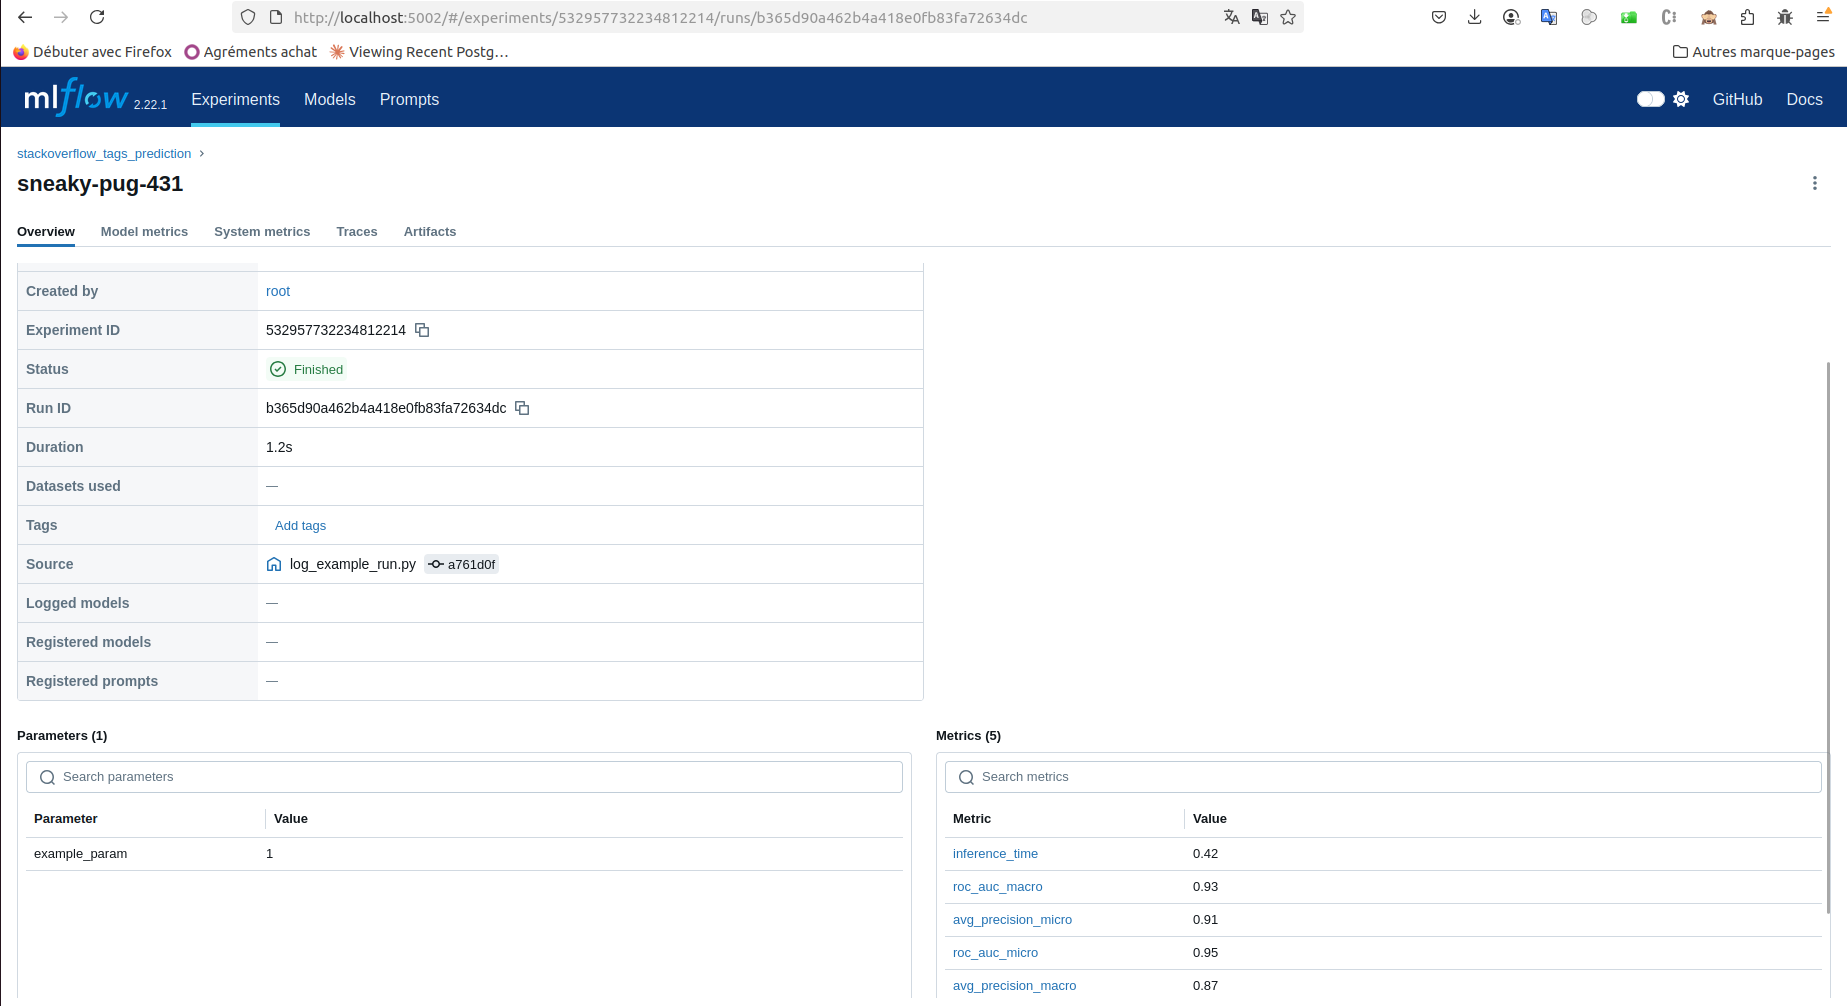 http://localhost:5002/#/experiments/532957732234812214/runs/b365d90a462b4a418e0fb83fa72634dc
Débuter avec Firefox Agréments achat Viewing Recent Postg… Autres marque-pages
mlflow 2.22.1 Experiments Models Prompts GitHub Docs
stackoverflow_tags_prediction ›
sneaky-pug-431
Overview Model metrics System metrics Traces Artifacts
Created by root
Experiment ID 532957732234812214
Status Finished
Run ID b365d90a462b4a418e0fb83fa72634dc
Duration 1.2s
Datasets used —
Tags Add tags
Source log_example_run.py a761d0f
Logged models —
Registered models —
Registered prompts —
Parameters (1)
Search parameters
Parameter Value
example_param 1
Metrics (5)
Search metrics
Metric Value
inference_time 0.42
roc_auc_macro 0.93
avg_precision_micro 0.91
roc_auc_micro 0.95
avg_precision_macro 0.87